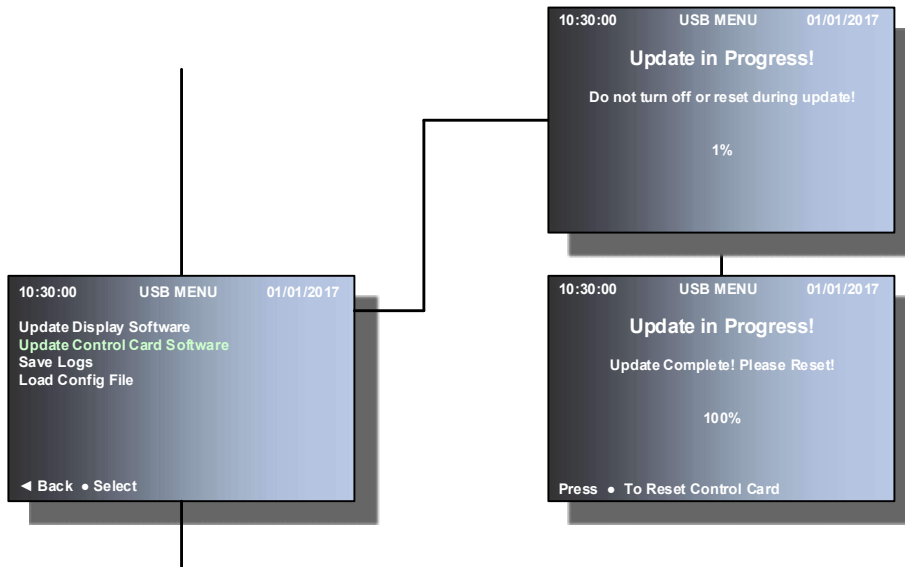 10:30:00 USB MENU 01/01/2017
Update in Progress!
Do not turn off or reset during update!
1%
10:30:00 USB MENU 01/01/2017
Update Display Software
Update Control Card Software
Save Logs
Load Config File
◄ Back ● Select
10:30:00 USB MENU 01/01/2017
Update in Progress!
Update Complete! Please Reset!
100%
Press ● To Reset Control Card